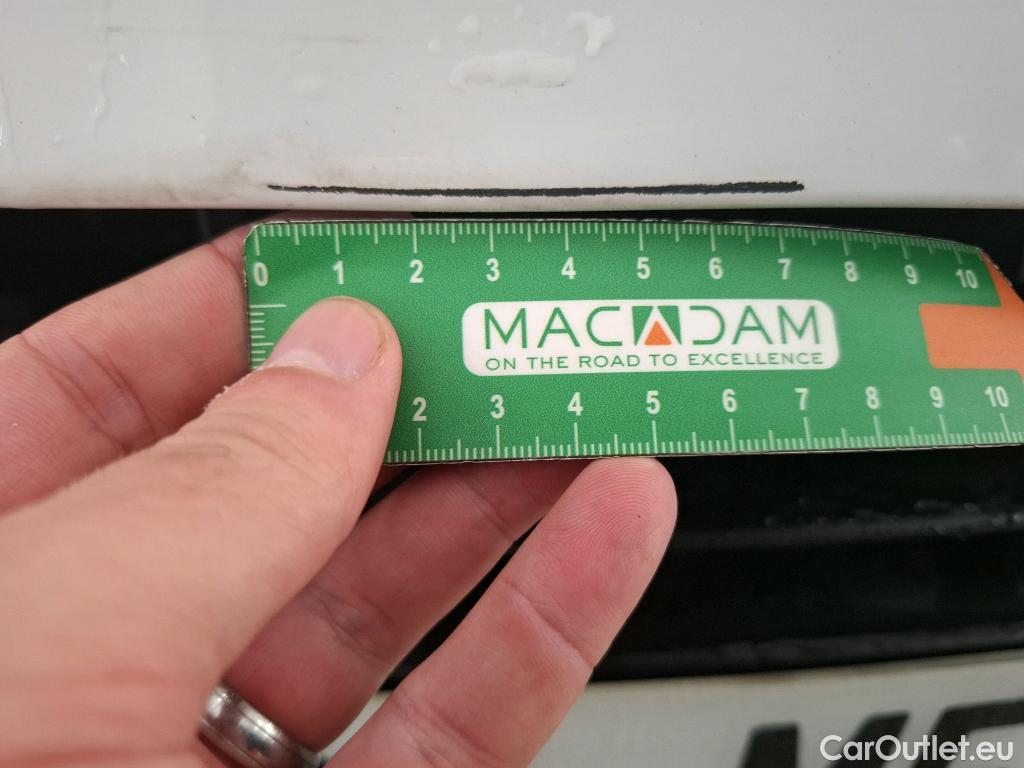 0 1 2 3 4 5 6 7 8 9 10
MACADAM
ON THE ROAD TO EXCELLENCE
2 3 4 5 6 7 8 9 10
CarOutlet.eu